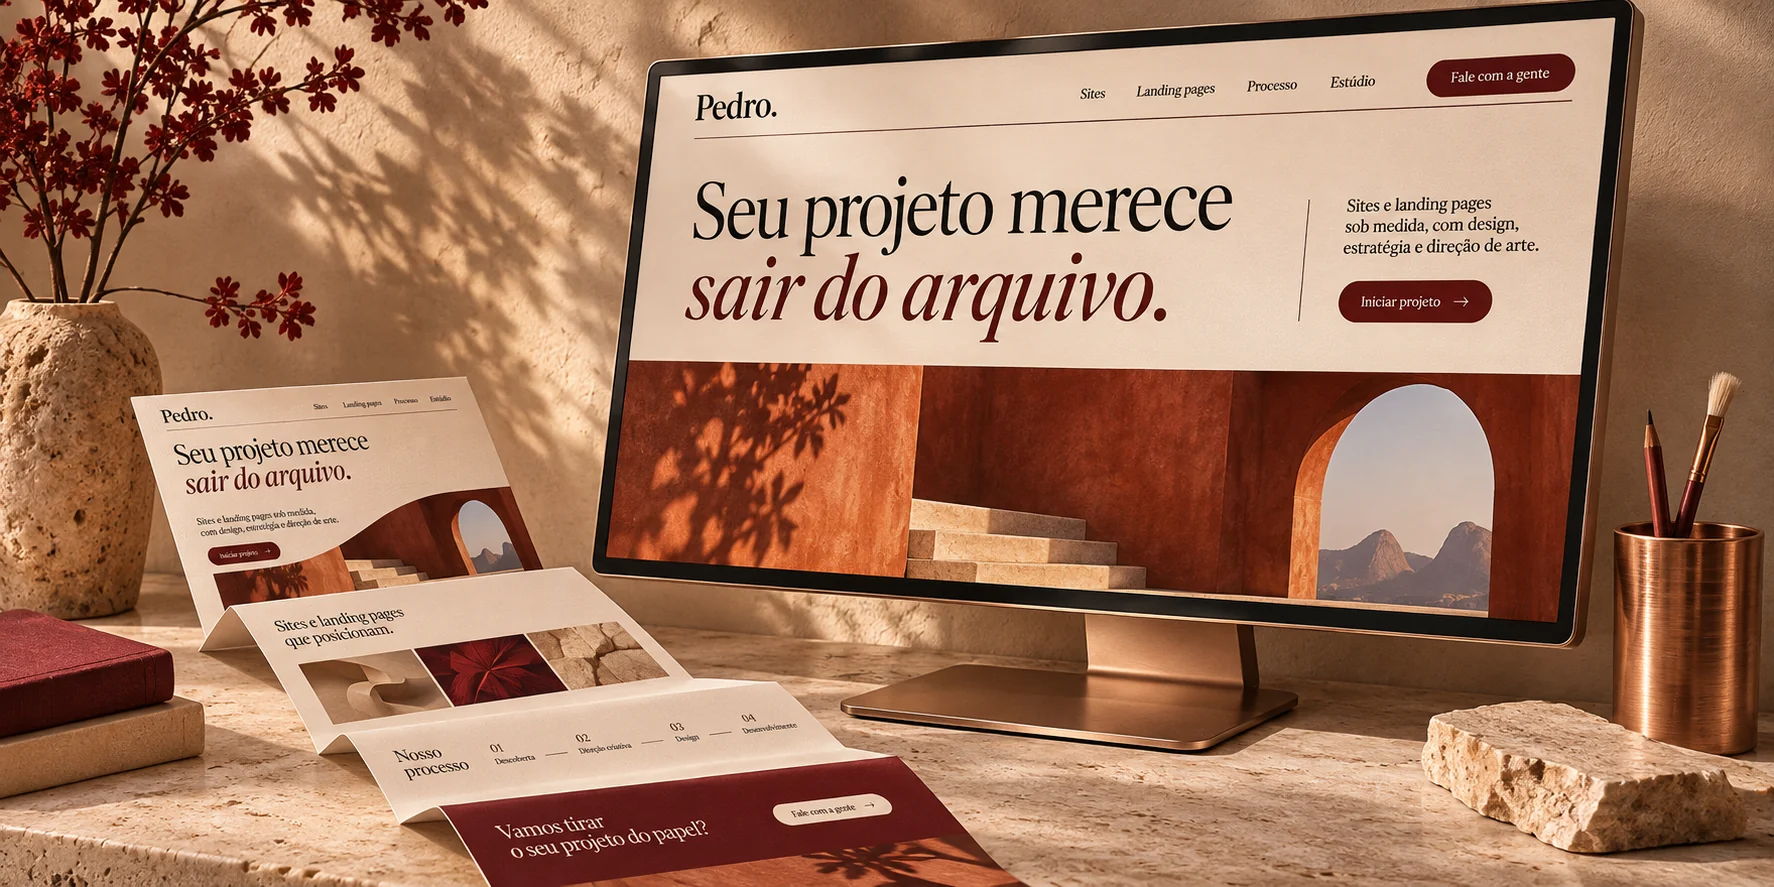 Pedro.
Sites
Landing pages
Processo
Estúdio
Fale com a gente
Seu projeto merece
sair do arquivo.
Sites e landing pages
sob medida, com design,
estratégia e direção de arte.
Iniciar projeto →
Pedro.
Sites
Landing pages
Processo
Estúdio
Seu projeto merece
sair do arquivo.
Sites e landing pages sob medida,
com design, estratégia e direção de arte.
Iniciar projeto →
Sites e landing pages
que posicionam.
Nosso
processo
01
Descoberta
02
Direção criativa
03
Design
04
Desenvolvimento
Vamos tirar
o seu projeto do papel?
Fale com a gente →